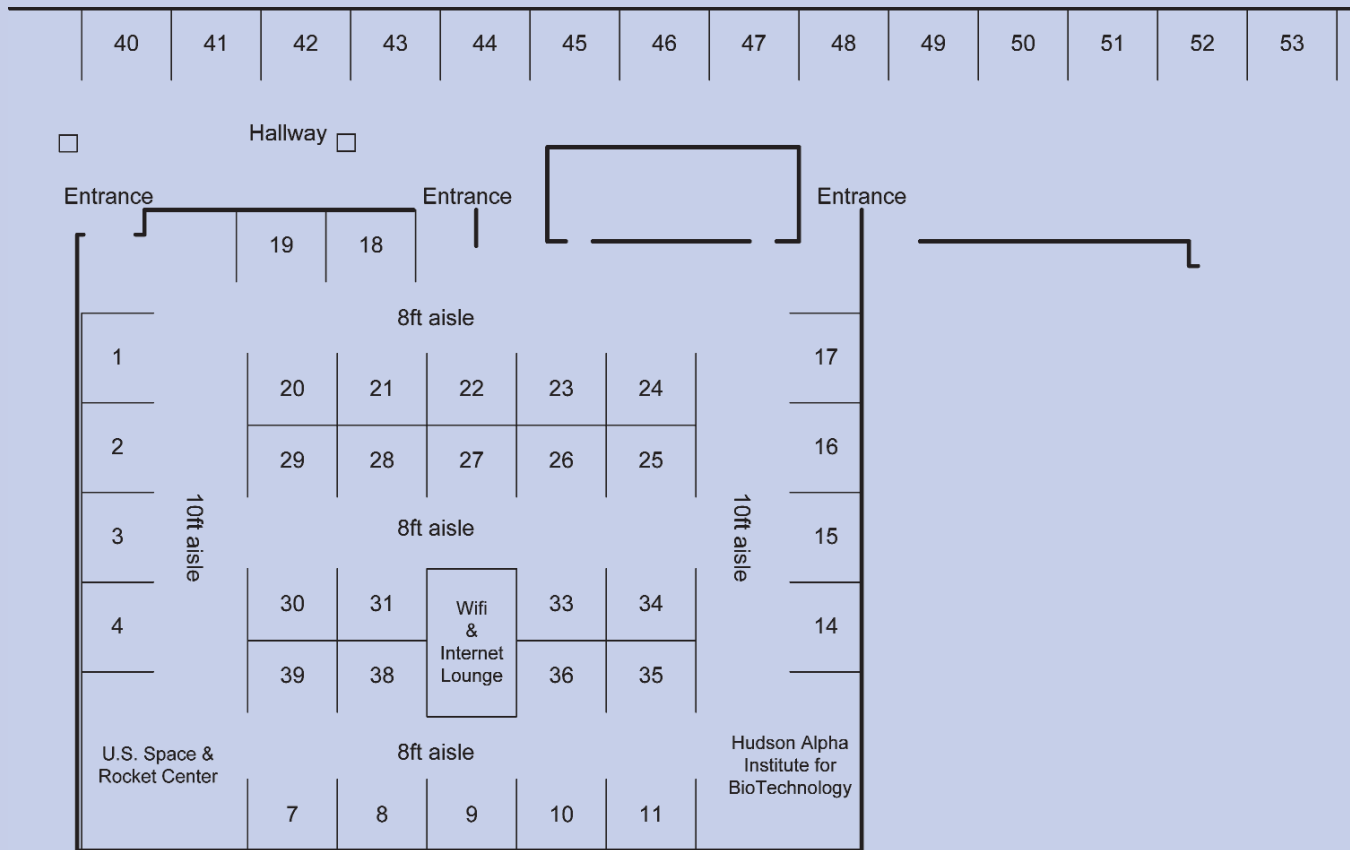 40 41 42 43 44 45 46 47 48 49 50 51 52 53
Hallway
Entrance Entrance Entrance
19 18
8ft aisle
1 17
20 21 22 23 24
2 16
29 28 27 26 25
10ft aisle 10ft aisle
8ft aisle
3 15
30 31 33 34
Wifi
&
Internet
Lounge
4 14
39 38 36 35
U.S. Space &
Rocket Center
8ft aisle
Hudson Alpha
Institute for
BioTechnology
7 8 9 10 11